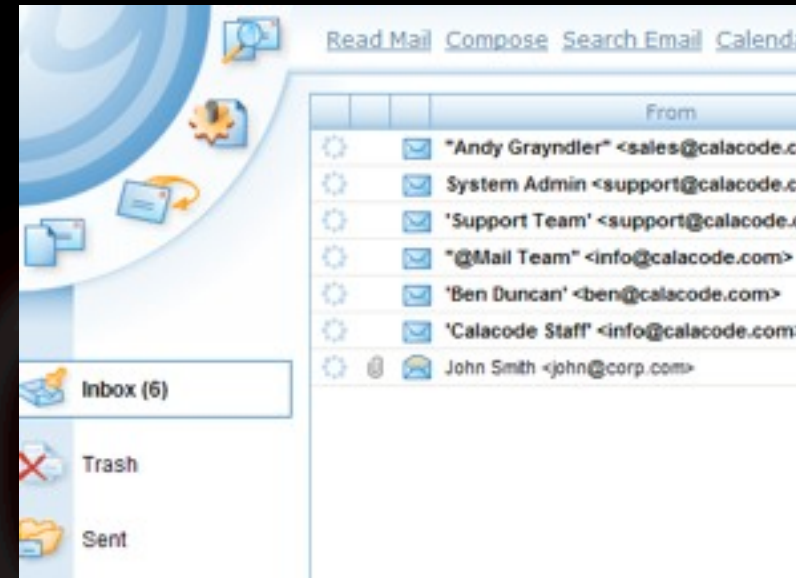 Read Mail Compose Search Email Calenda
From
"Andy Grayndler" <sales@calacode.c
System Admin <support@calacode.c
'Support Team' <support@calacode.
"@Mail Team" <info@calacode.com>
'Ben Duncan' <ben@calacode.com>
'Calacode Staff' <info@calacode.com
John Smith <john@corp.com>
Inbox (6)
Trash
Sent